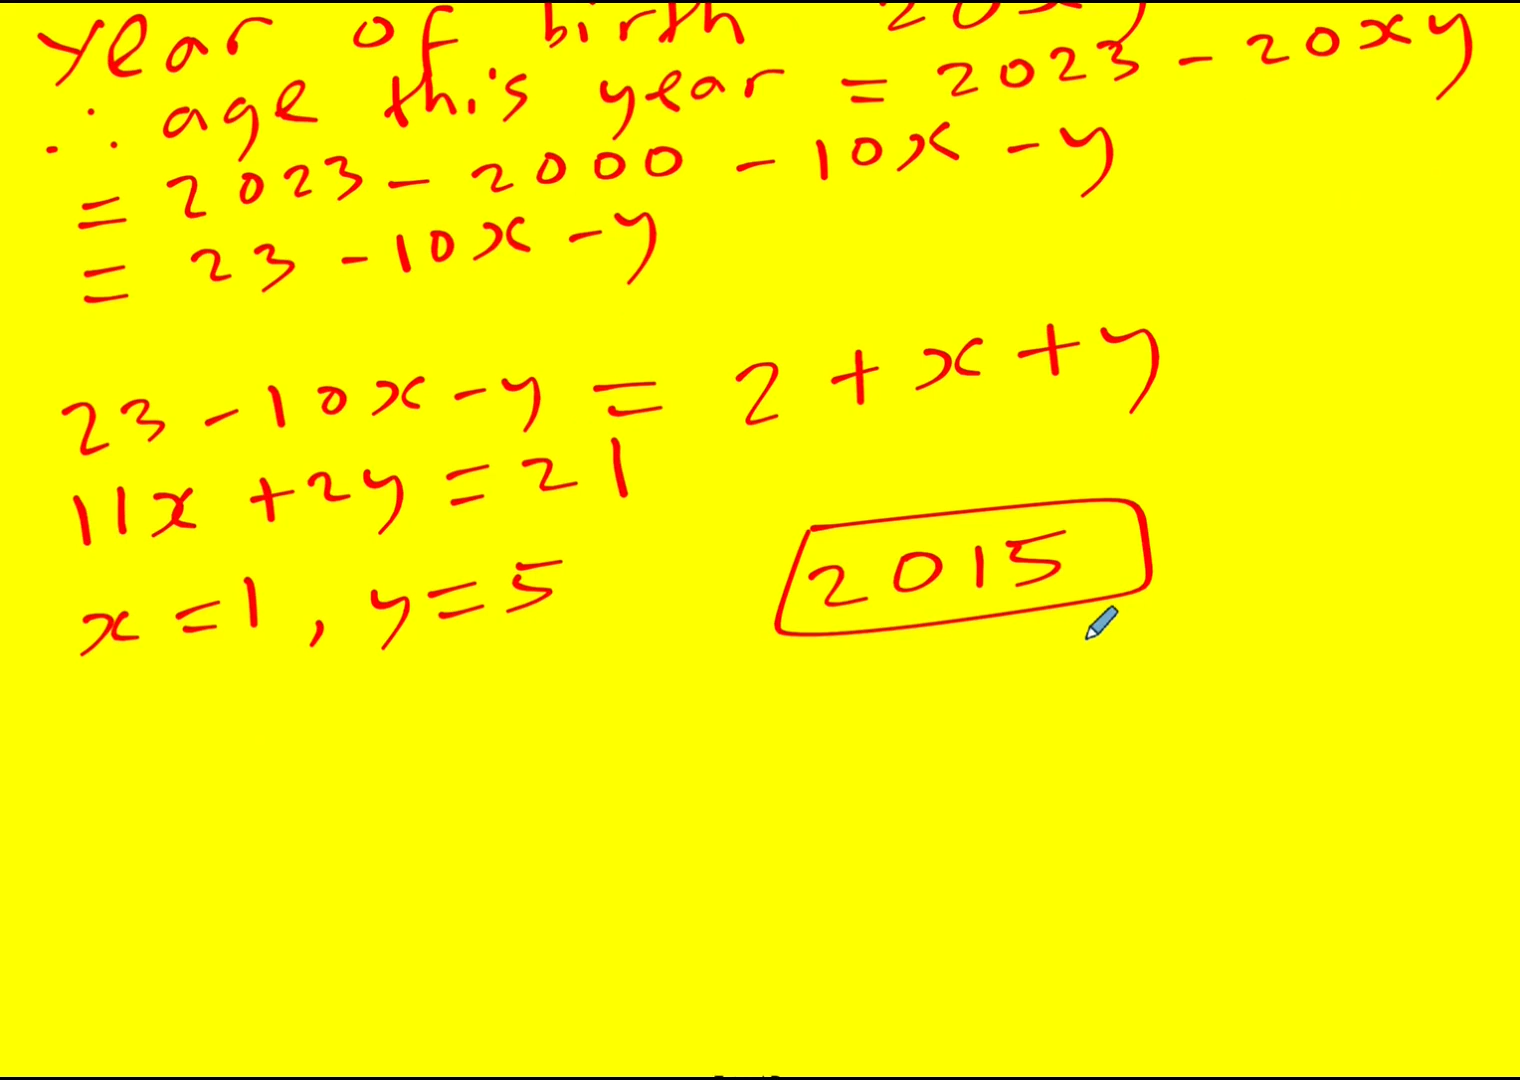 year of birth 20xy
∴ age this year = 2023 - 20xy
= 2023 - 2000 - 10x - y
= 23 - 10x - y
23 - 10x - y = 2 + x + y
11x + 2y = 21
x = 1, y = 5
2015